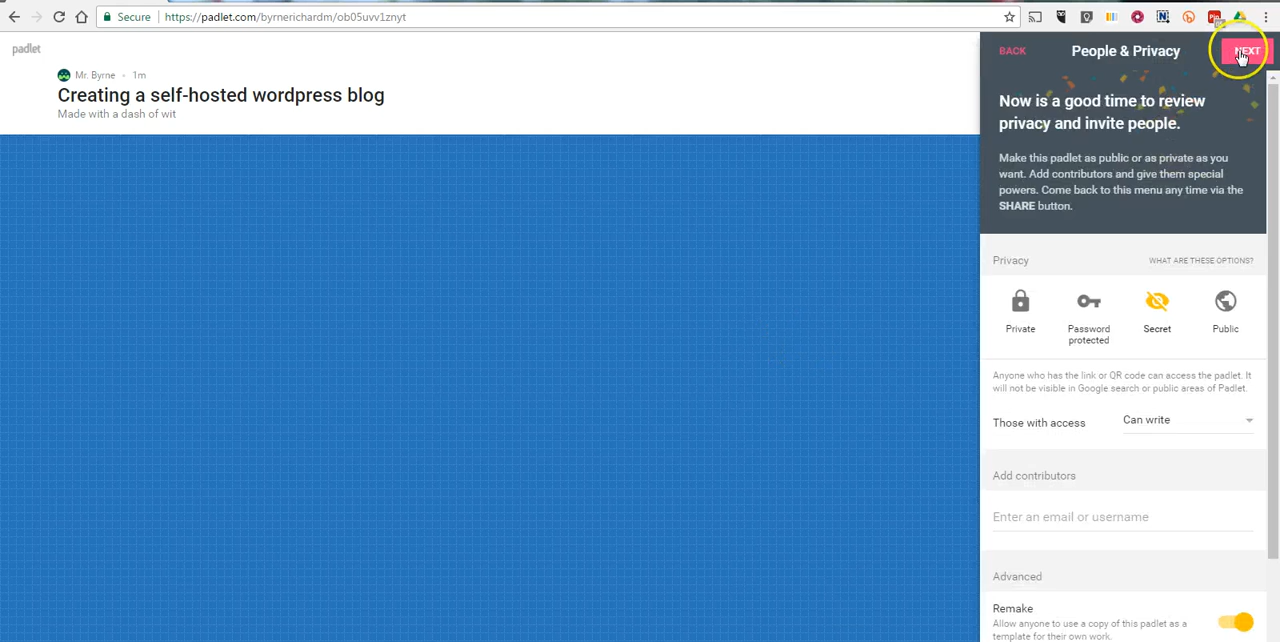 Secure https://padlet.com/byrnerichardm/ob05uvv1znyt
padlet
Mr. Byrne · 1m
Creating a self-hosted wordpress blog
Made with a dash of wit
BACK People & Privacy NEXT
Now is a good time to review
privacy and invite people.
Make this padlet as public or as private as you
want. Add contributors and give them special
powers. Come back to this menu any time via the
SHARE button.
Privacy WHAT ARE THESE OPTIONS?
Private Password Secret Public
protected
Anyone who has the link or QR code can access the padlet. It
will not be visible in Google search or public areas of Padlet.
Those with access Can write
Add contributors
Enter an email or username
Advanced
Remake
Allow anyone to use a copy of this padlet as a
template for their own work.